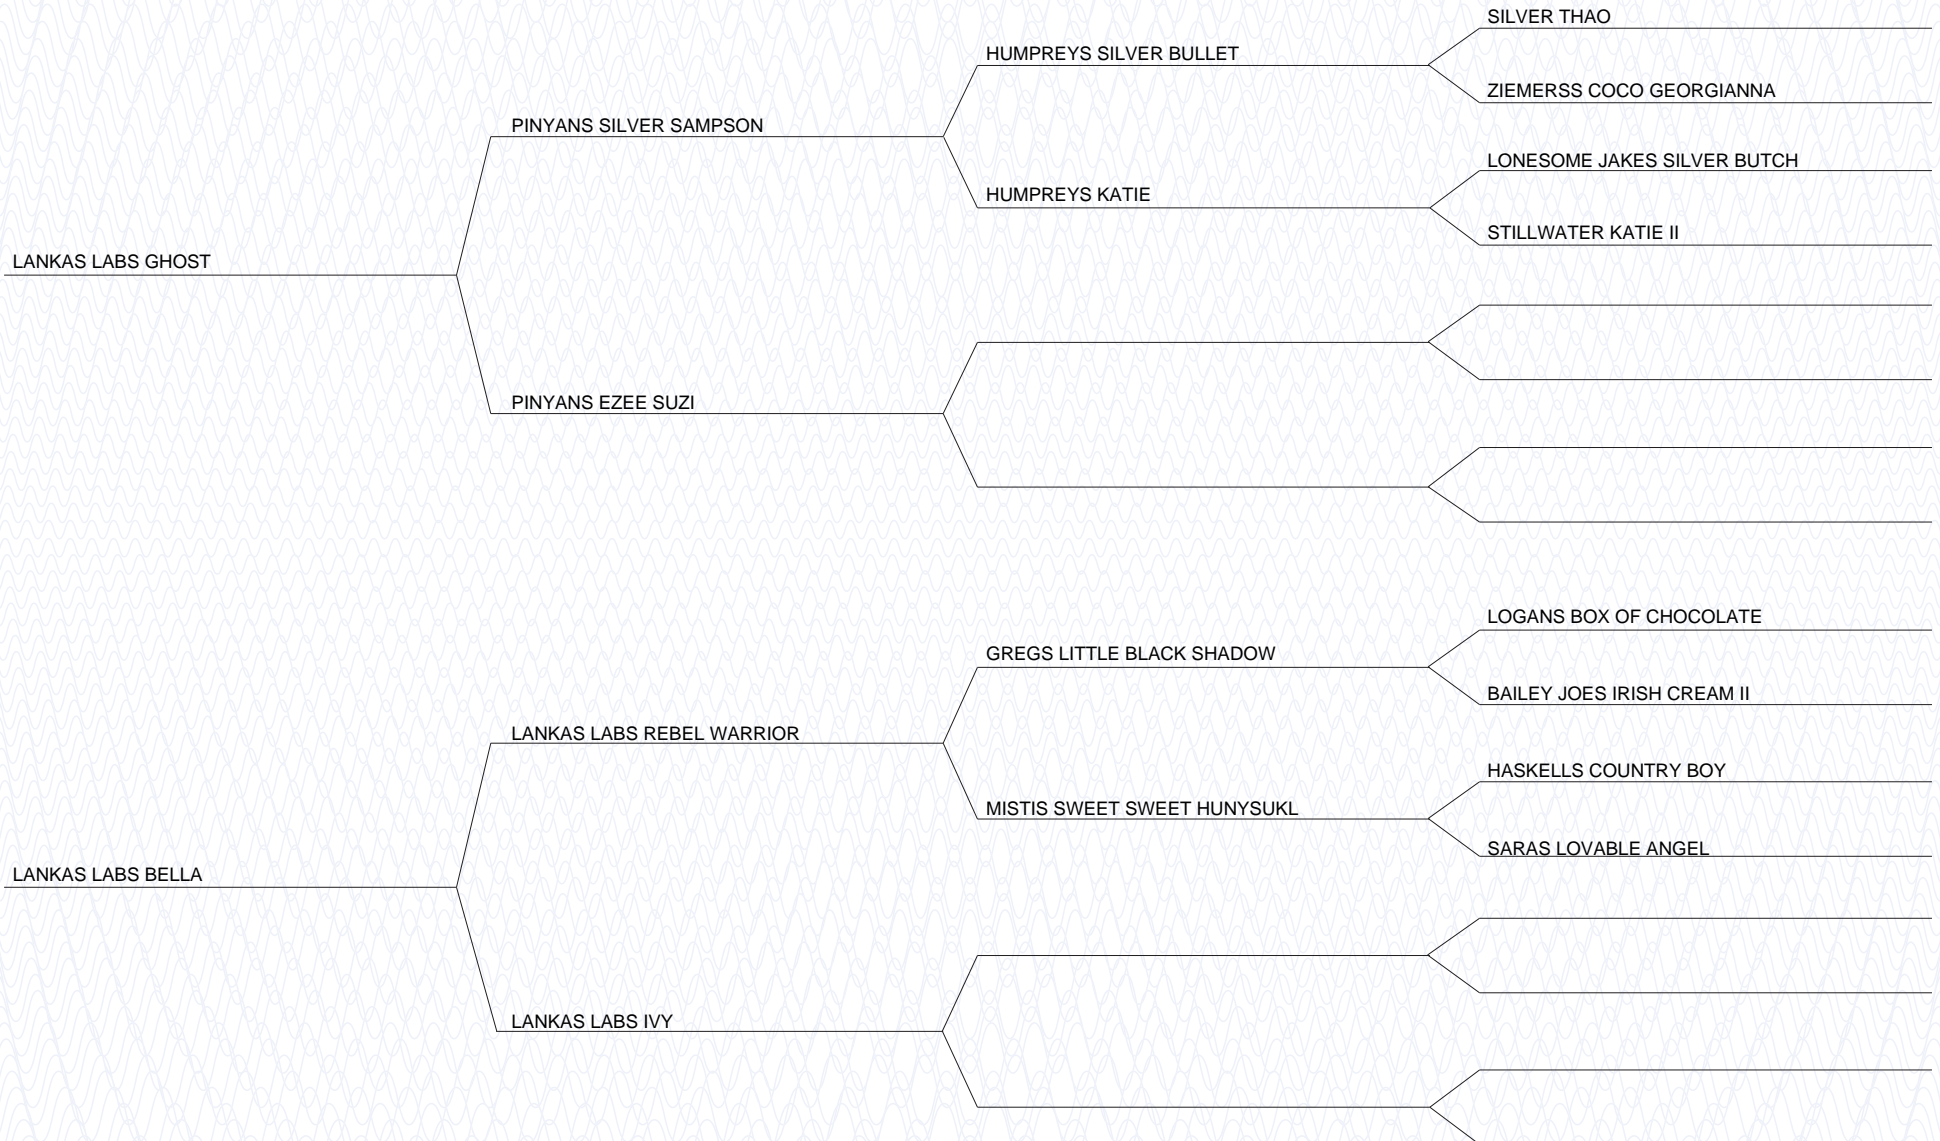 SILVER THAO
HUMPREYS SILVER BULLET
ZIEMERSS COCO GEORGIANNA
PINYANS SILVER SAMPSON
LONESOME JAKES SILVER BUTCH
HUMPREYS KATIE
STILLWATER KATIE II
LANKAS LABS GHOST
PINYANS EZEE SUZI
LOGANS BOX OF CHOCOLATE
GREGS LITTLE BLACK SHADOW
BAILEY JOES IRISH CREAM II
LANKAS LABS REBEL WARRIOR
HASKELLS COUNTRY BOY
MISTIS SWEET SWEET HUNYSUKL
SARAS LOVABLE ANGEL
LANKAS LABS BELLA
LANKAS LABS IVY